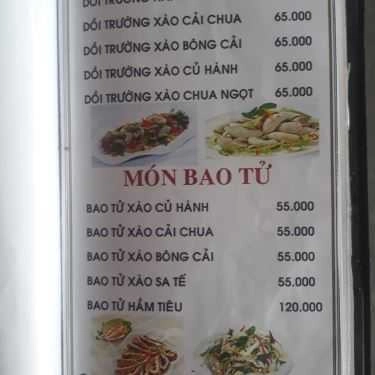 DỒI TRƯỜNG XÀO CẢI CHUA 65.000
DỒI TRƯỜNG XÀO BÔNG CẢI 65.000
DỒI TRƯỜNG XÀO CỦ HÀNH 65.000
DỒI TRƯỜNG XÀO CHUA NGỌT 65.000
MÓN BAO TỬ
BAO TỬ XÀO CỦ HÀNH 55.000
BAO TỬ XÀO CẢI CHUA 55.000
BAO TỬ XÀO BÔNG CẢI 55.000
BAO TỬ XÀO SA TẾ 55.000
BAO TỬ HẦM TIÊU 120.000